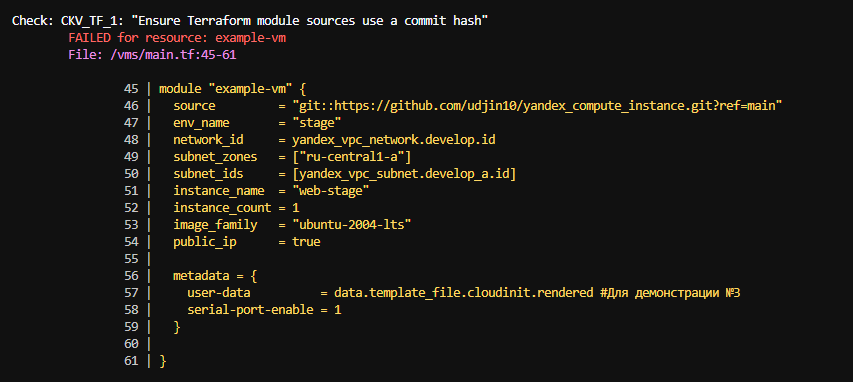 Check: CKV_TF_1: "Ensure Terraform module sources use a commit hash"
FAILED for resource: example-vm
File: /vms/main.tf:45-61
45 | module "example-vm" {
46 |   source         = "git::https://github.com/udjin10/yandex_compute_instance.git?ref=main"
47 |   env_name       = "stage"
48 |   network_id     = yandex_vpc_network.develop.id
49 |   subnet_zones   = ["ru-central1-a"]
50 |   subnet_ids     = [yandex_vpc_subnet.develop_a.id]
51 |   instance_name  = "web-stage"
52 |   instance_count = 1
53 |   image_family   = "ubuntu-2004-lts"
54 |   public_ip      = true
55 |
56 |   metadata = {
57 |     user-data          = data.template_file.cloudinit.rendered #Для демонстрации №3
58 |     serial-port-enable = 1
59 |   }
60 |
61 | }